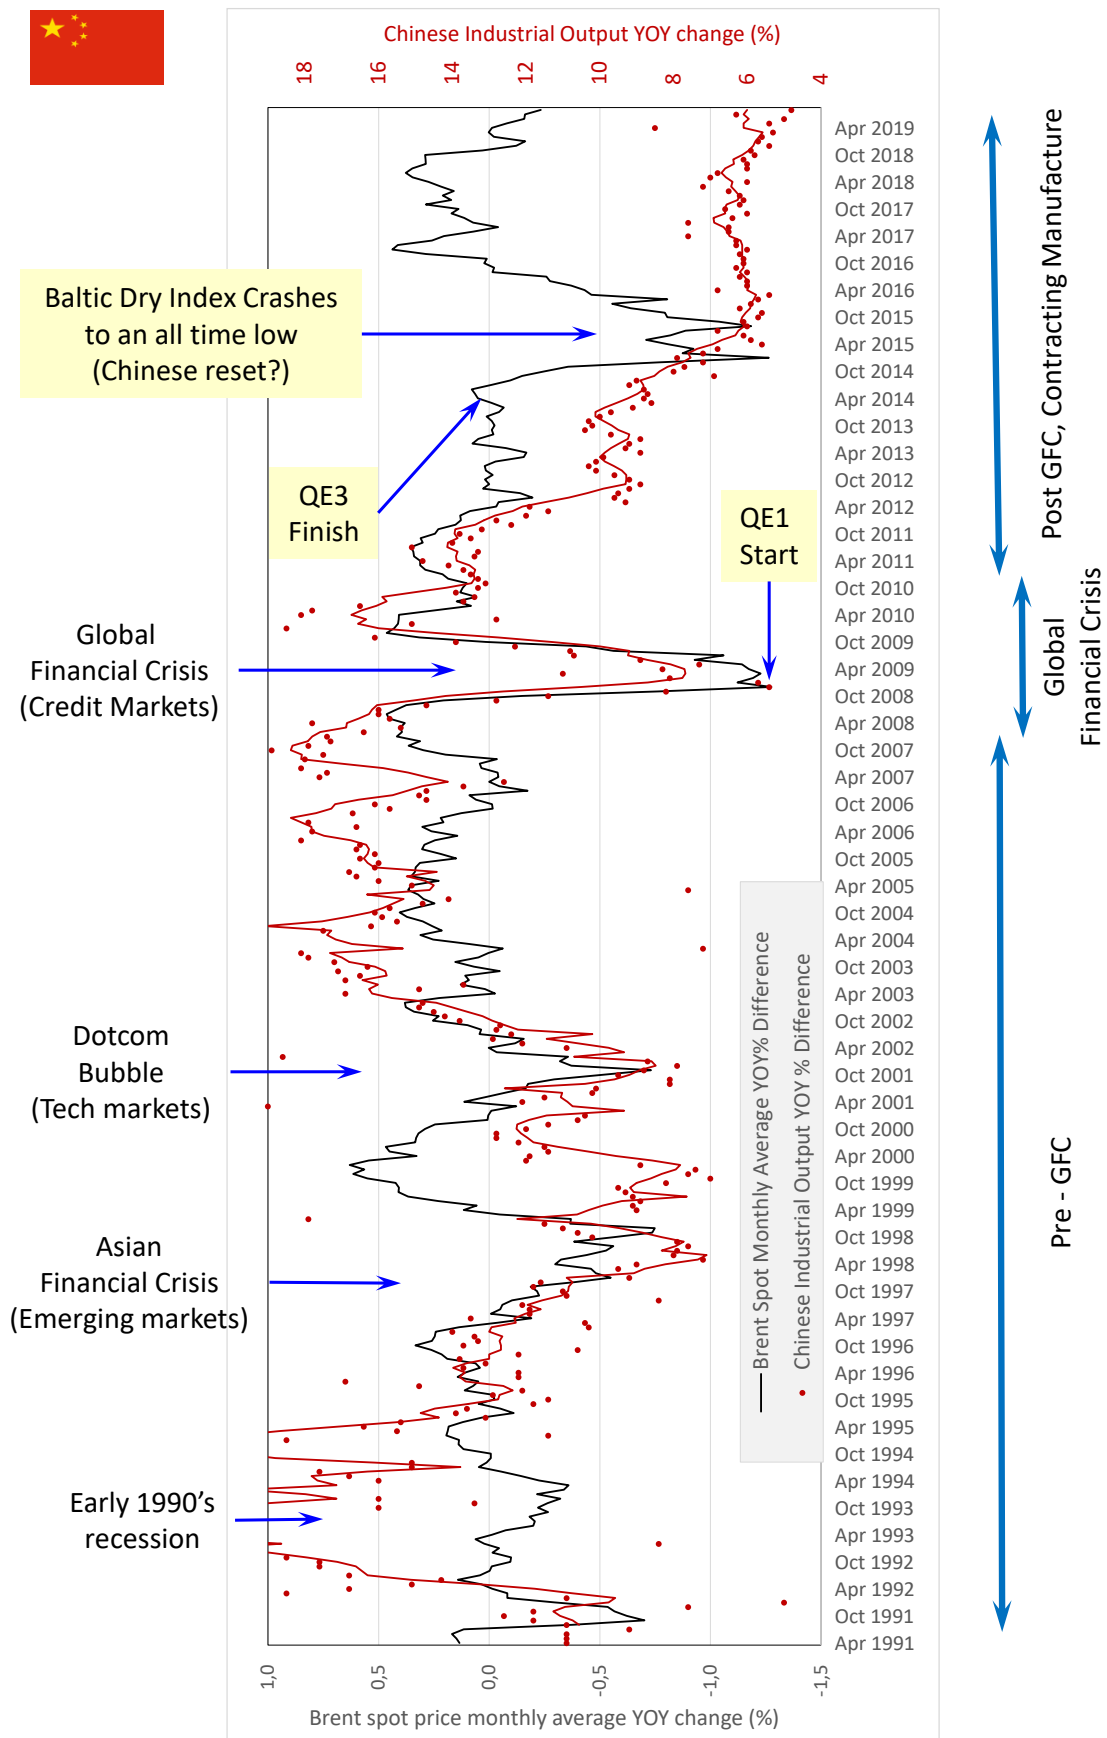 Chinese Industrial Output YOY change (%)
18
16
14
12
10
8
6
4
Apr 2019
Oct 2018
Apr 2018
Oct 2017
Apr 2017
Oct 2016
Apr 2016
Oct 2015
Apr 2015
Oct 2014
Apr 2014
Oct 2013
Apr 2013
Oct 2012
Apr 2012
Oct 2011
Apr 2011
Oct 2010
Apr 2010
Oct 2009
Apr 2009
Oct 2008
Apr 2008
Oct 2007
Apr 2007
Oct 2006
Apr 2006
Oct 2005
Apr 2005
Oct 2004
Apr 2004
Oct 2003
Apr 2003
Oct 2002
Apr 2002
Oct 2001
Apr 2001
Oct 2000
Apr 2000
Oct 1999
Apr 1999
Oct 1998
Apr 1998
Oct 1997
Apr 1997
Oct 1996
Apr 1996
Oct 1995
Apr 1995
Oct 1994
Apr 1994
Oct 1993
Apr 1993
Oct 1992
Apr 1992
Oct 1991
Apr 1991
Baltic Dry Index Crashes
to an all time low
(Chinese reset?)
QE3
Finish
QE1
Start
Global
Financial Crisis
(Credit Markets)
Dotcom
Bubble
(Tech markets)
Asian
Financial Crisis
(Emerging markets)
Early 1990’s
recession
Brent Spot Monthly Average YOY% Difference
Chinese Industrial Output YOY % Difference
Post GFC, Contracting Manufacture
Global
Financial Crisis
Pre - GFC
1,0
0,5
0,0
-0,5
-1,0
-1,5
Brent spot price monthly average YOY change (%)